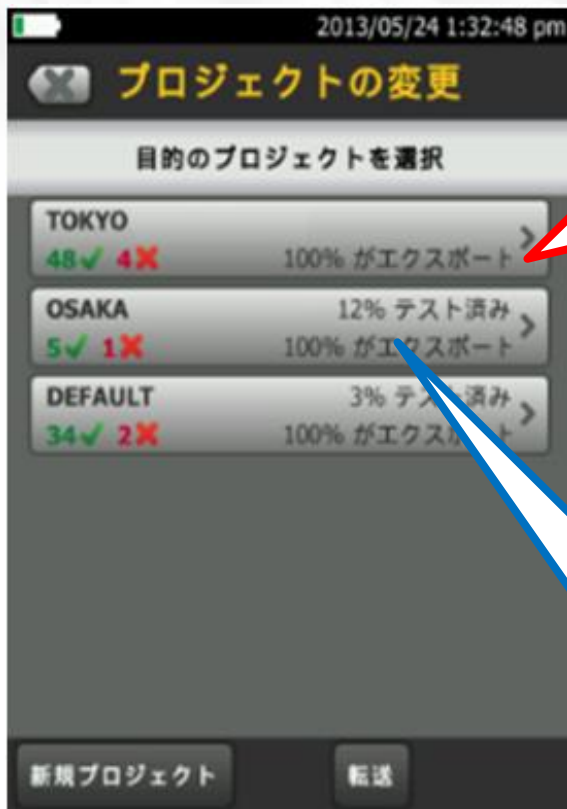 2013/05/24 1:32:48 pm
プロジェクトの変更
目的のプロジェクトを選択
TOKYO
48✓ 4✖ 100% がエクスポート
OSAKA 12% テスト済み
5✓ 1✖ 100% がエクスポート
DEFAULT 3% テスト済み
34✓ 2✖ 100% がエクスポート
新規プロジェクト 転送